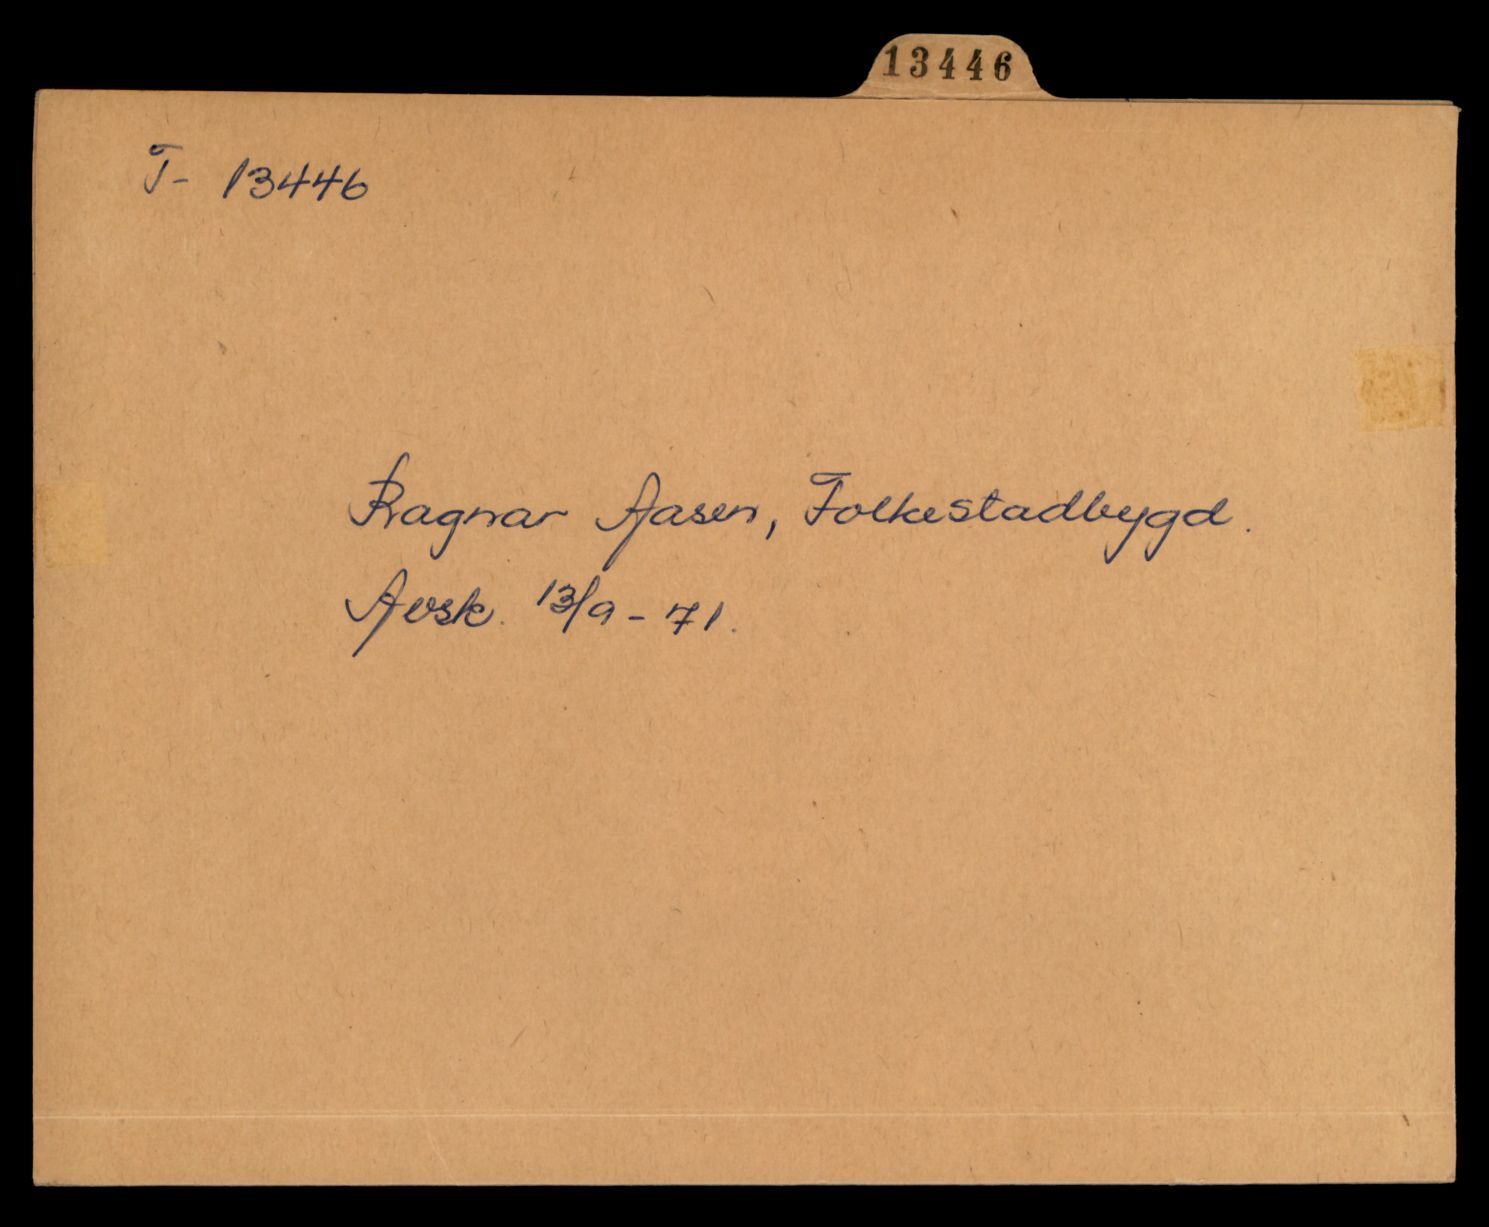 13446
T- 13446
Ragnar Aasen, Folkestadbygd.
Avsk. 13/9-71.